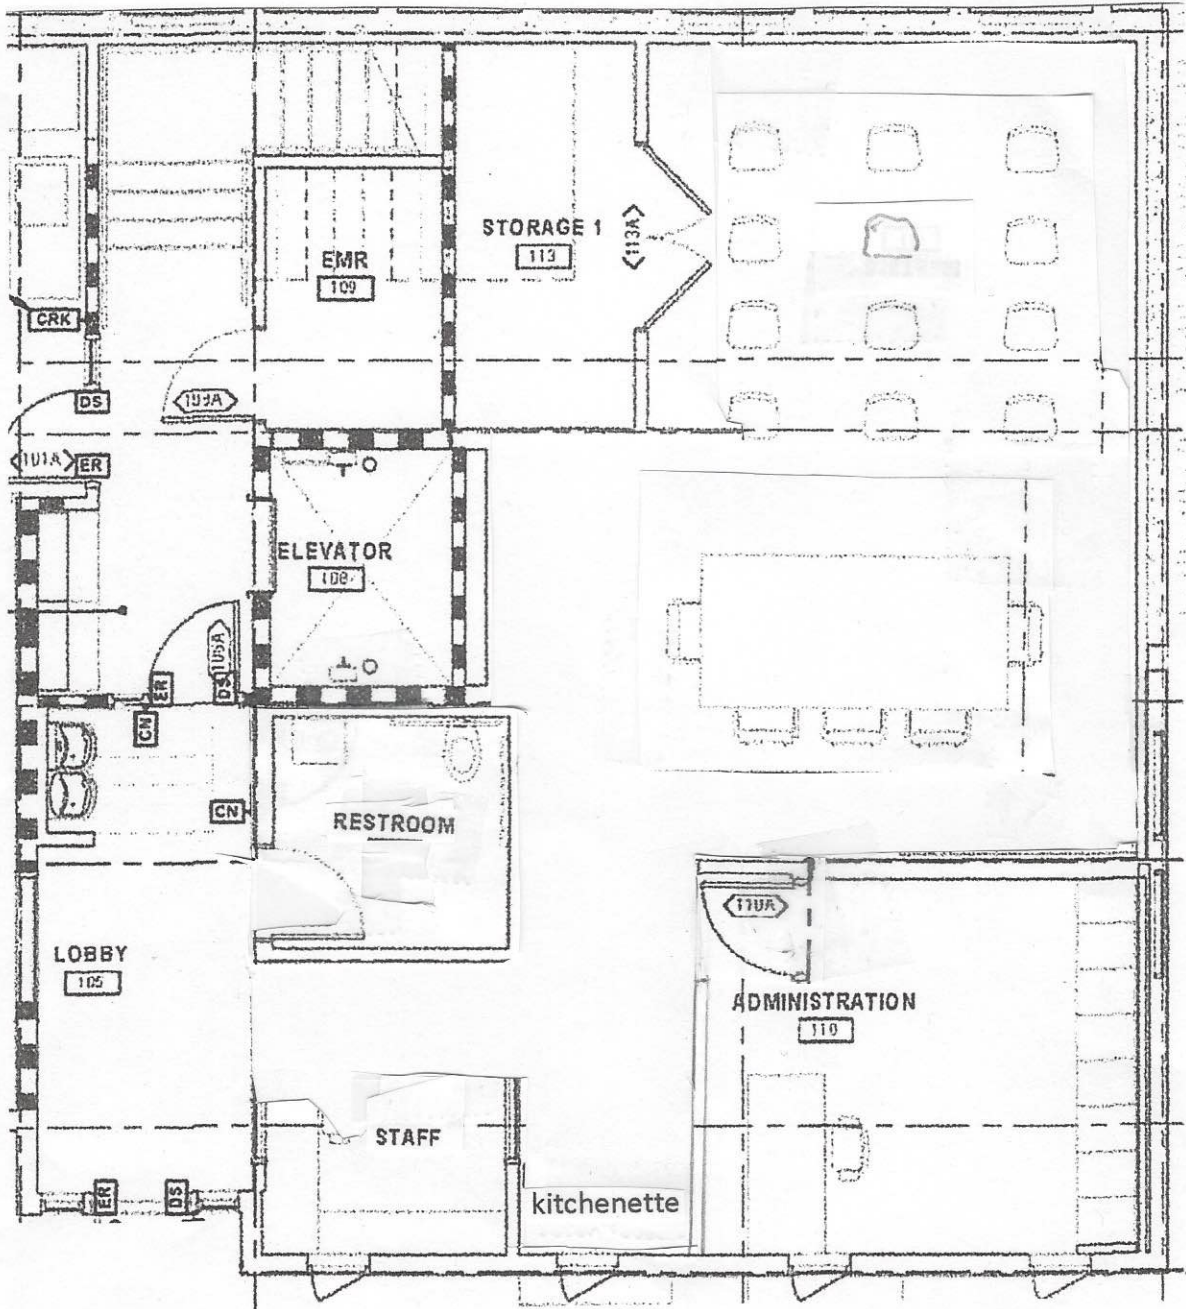 STORAGE 1
113
113A
EMR
109
CRK
DS
109A
101A
ER
ELEVATOR
108
106A
ER
DS
CN
CN
RESTROOM
110A
LOBBY
105
ADMINISTRATION
110
STAFF
ER
DS
kitchenette